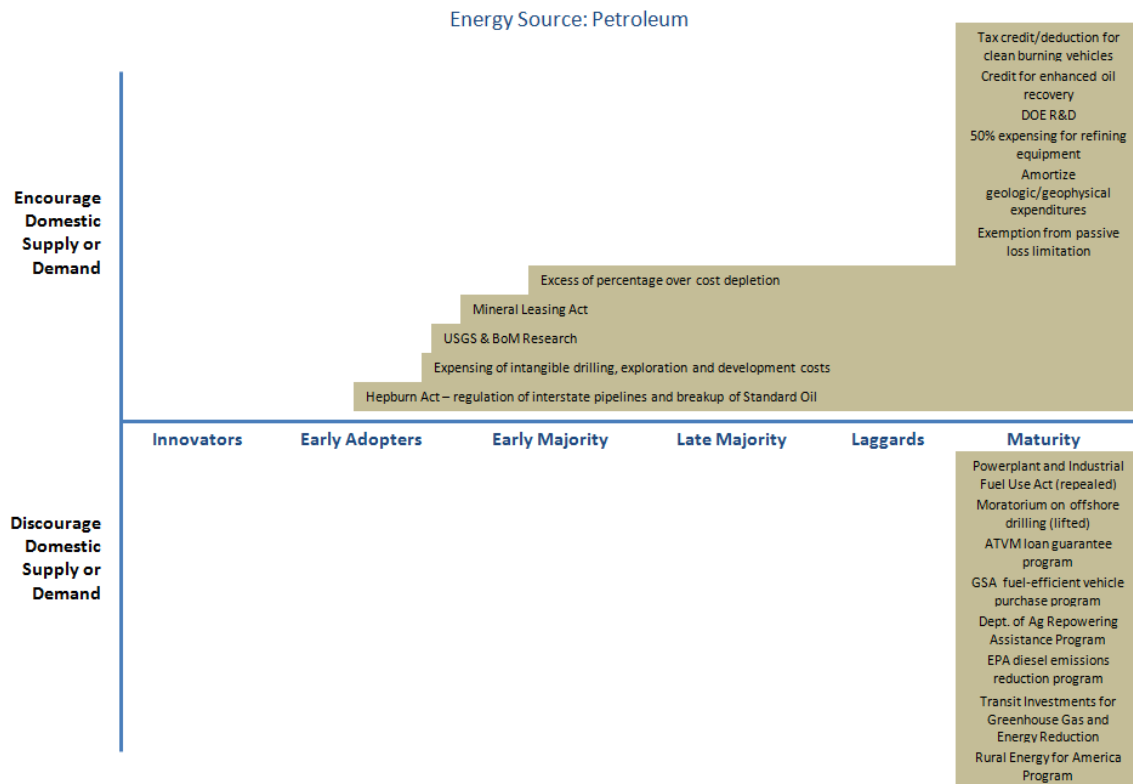 Energy Source: Petroleum
Tax credit/deduction for
clean burning vehicles
Credit for enhanced oil
recovery
DOE R&D
50% expensing for refining
equipment
Amortize
geologic/geophysical
expenditures
Exemption from passive
loss limitation
Encourage
Domestic
Supply or
Demand
Excess of percentage over cost depletion
Mineral Leasing Act
USGS & BoM Research
Expensing of intangible drilling, exploration and development costs
Hepburn Act – regulation of interstate pipelines and breakup of Standard Oil
Innovators Early Adopters Early Majority Late Majority Laggards Maturity
Discourage
Domestic
Supply or
Demand
Powerplant and Industrial
Fuel Use Act (repealed)
Moratorium on offshore
drilling (lifted)
ATVM loan guarantee
program
GSA fuel-efficient vehicle
purchase program
Dept. of Ag Repowering
Assistance Program
EPA diesel emissions
reduction program
Transit Investments for
Greenhouse Gas and
Energy Reduction
Rural Energy for America
Program